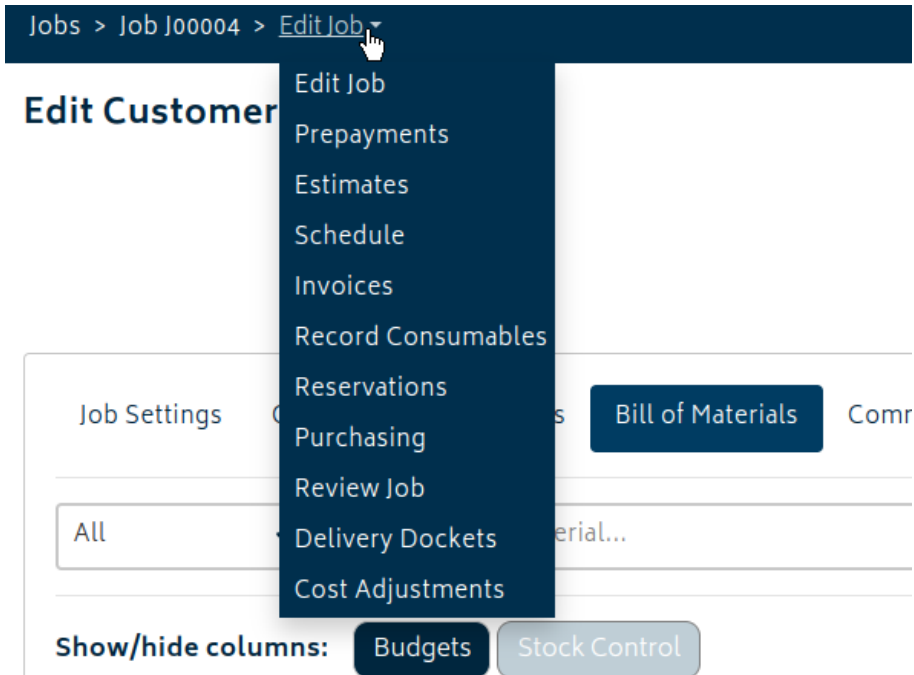 Jobs > Job J00004 > Edit Job
Edit Customer
Edit Job
Prepayments
Estimates
Schedule
Invoices
Record Consumables
Reservations
Purchasing
Review Job
Delivery Dockets
Cost Adjustments
Job Settings
Bill of Materials
All
Show/hide columns: Budgets Stock Control